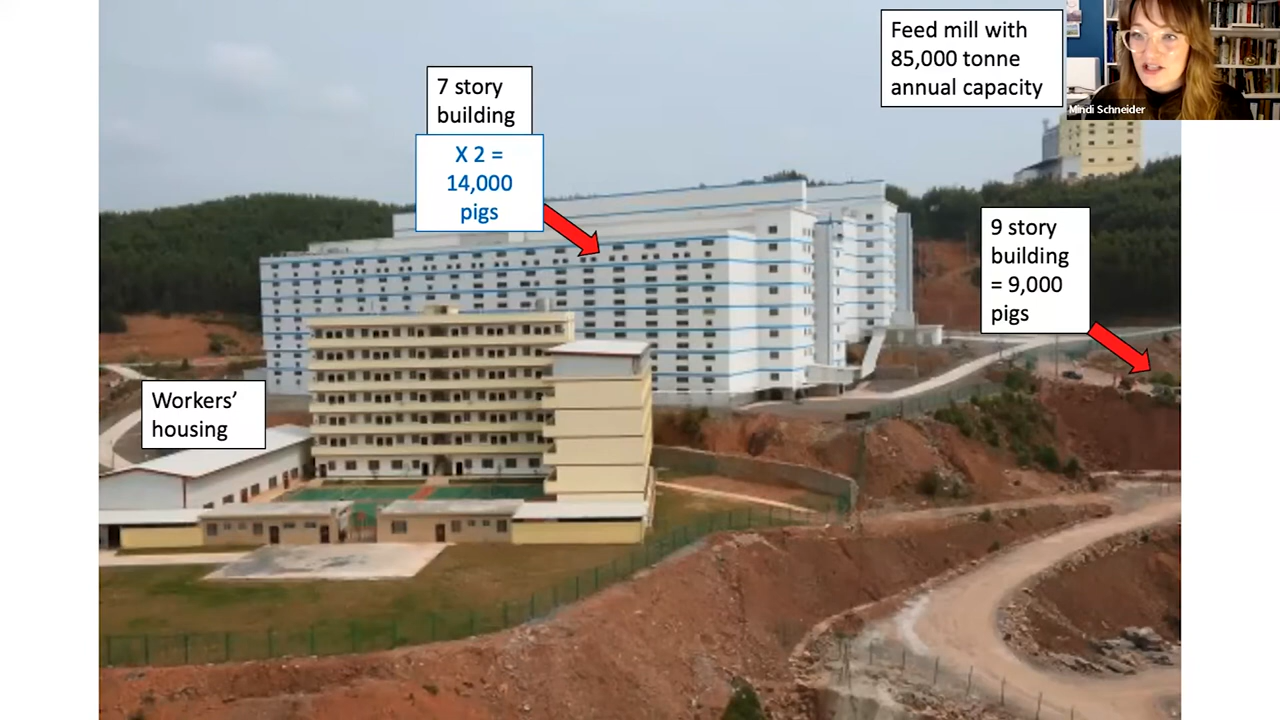 Feed mill with
85,000 tonne
annual capacity
Mindi Schneider
7 story
building
X 2 =
14,000
pigs
9 story
building
= 9,000
pigs
Workers’
housing